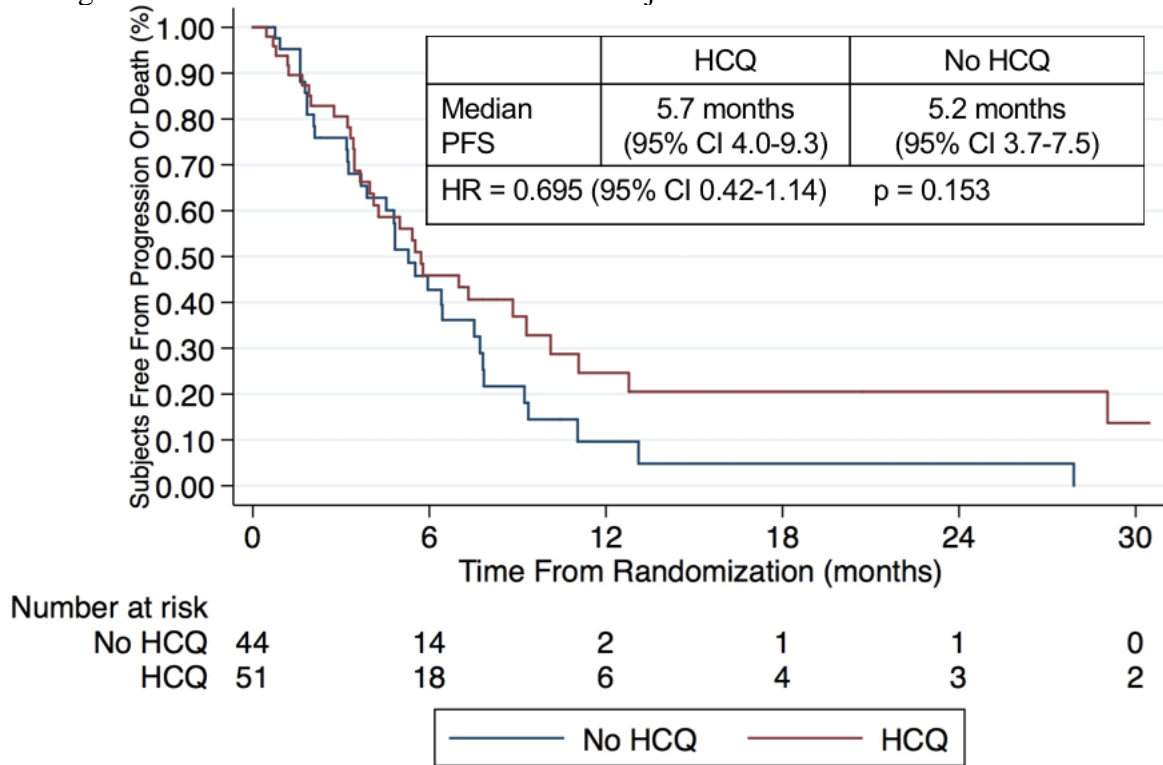 Subjects Free From Progression Or Death (%)
1.00
0.90
0.80
0.70
0.60
0.50
0.40
0.30
0.20
0.10
0.00
HCQ No HCQ
Median 5.7 months 5.2 months
PFS (95% CI 4.0-9.3) (95% CI 3.7-7.5)
HR = 0.695 (95% CI 0.42-1.14) p = 0.153
0 6 12 18 24 30
Time From Randomization (months)
Number at risk
No HCQ 44 14 2 1 1 0
HCQ 51 18 6 4 3 2
No HCQ HCQ